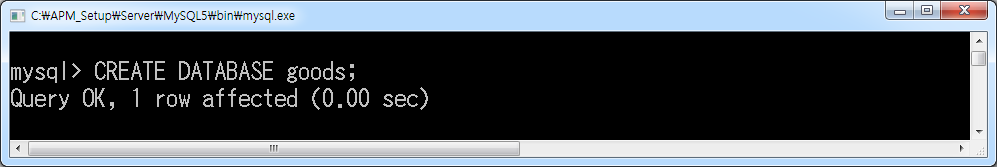 C:₩APM_Setup₩Server₩MySQL5₩bin₩mysql.exe
mysql> CREATE DATABASE goods;
Query OK, 1 row affected (0.00 sec)